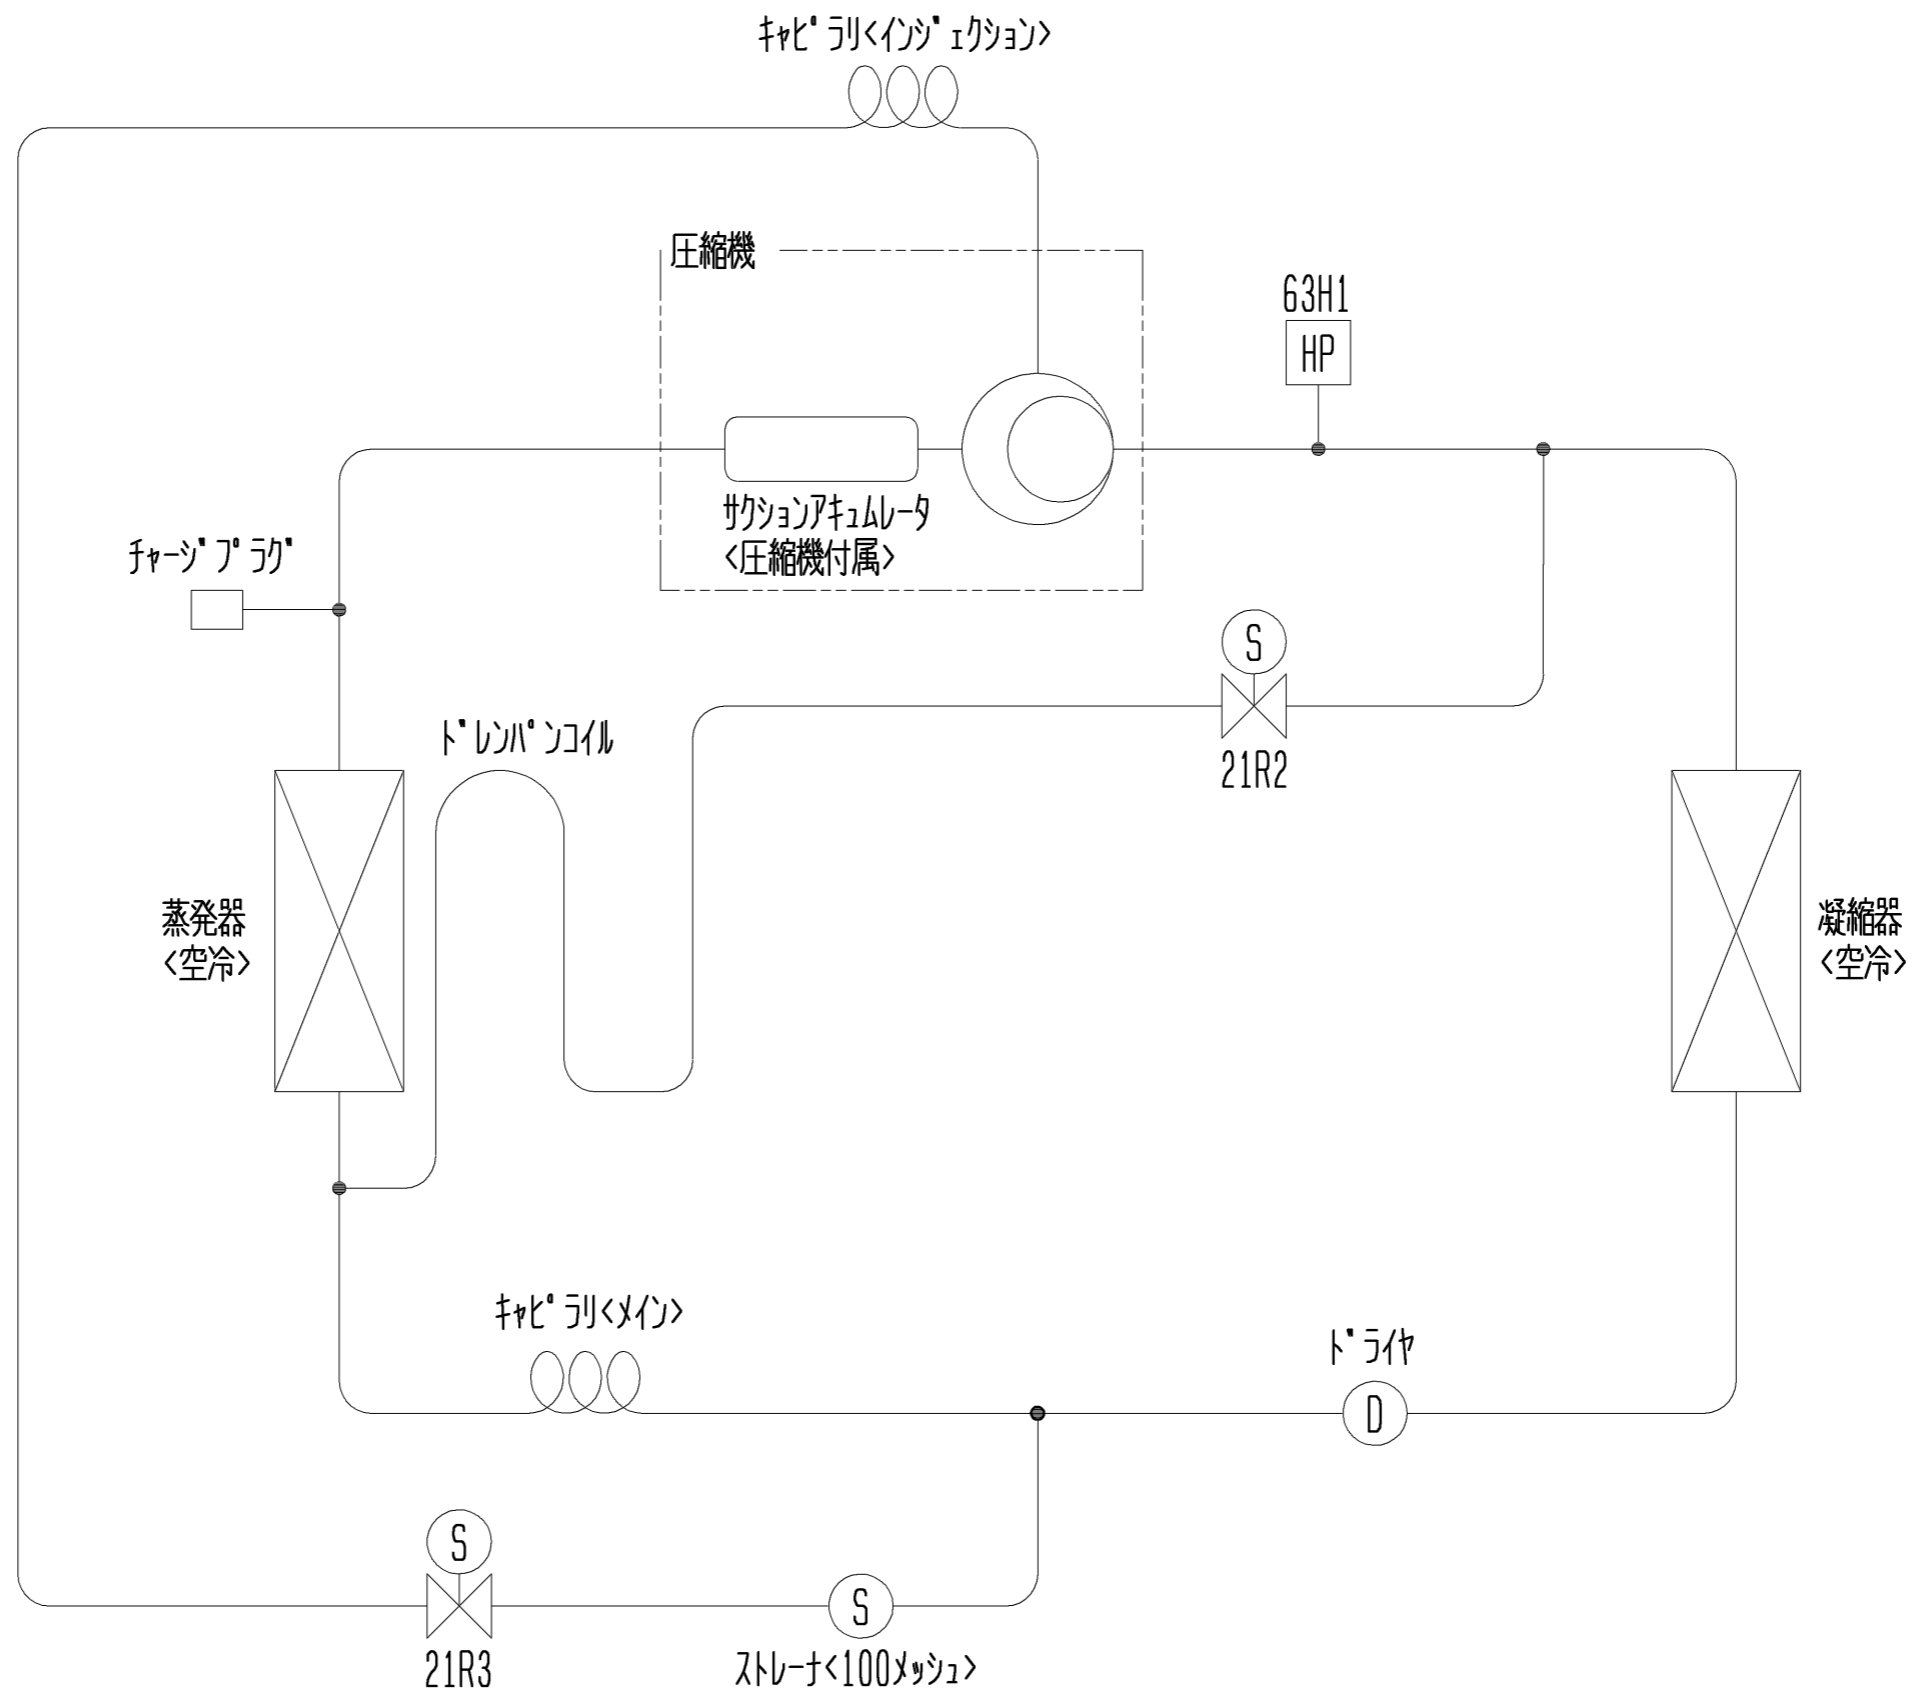 ｷｬﾋﾟﾗﾘ<ｲﾝｼﾞｪｸｼｮﾝ>
圧縮機
63H1
HP
ｻｸｼｮﾝｱｷｭﾑﾚｰﾀ
<圧縮機付属>
ﾁｬｰｼﾞﾌﾟﾗｸﾞ
S
21R2
ﾄﾞﾚﾝﾊﾟﾝｺｲﾙ
蒸発器
<空冷>
凝縮器
<空冷>
ｷｬﾋﾟﾗﾘ<ﾒｲﾝ>
ﾄﾞﾗｲﾔ
D
S
21R3
S
ｽﾄﾚｰﾅ<100ﾒｯｼｭ>